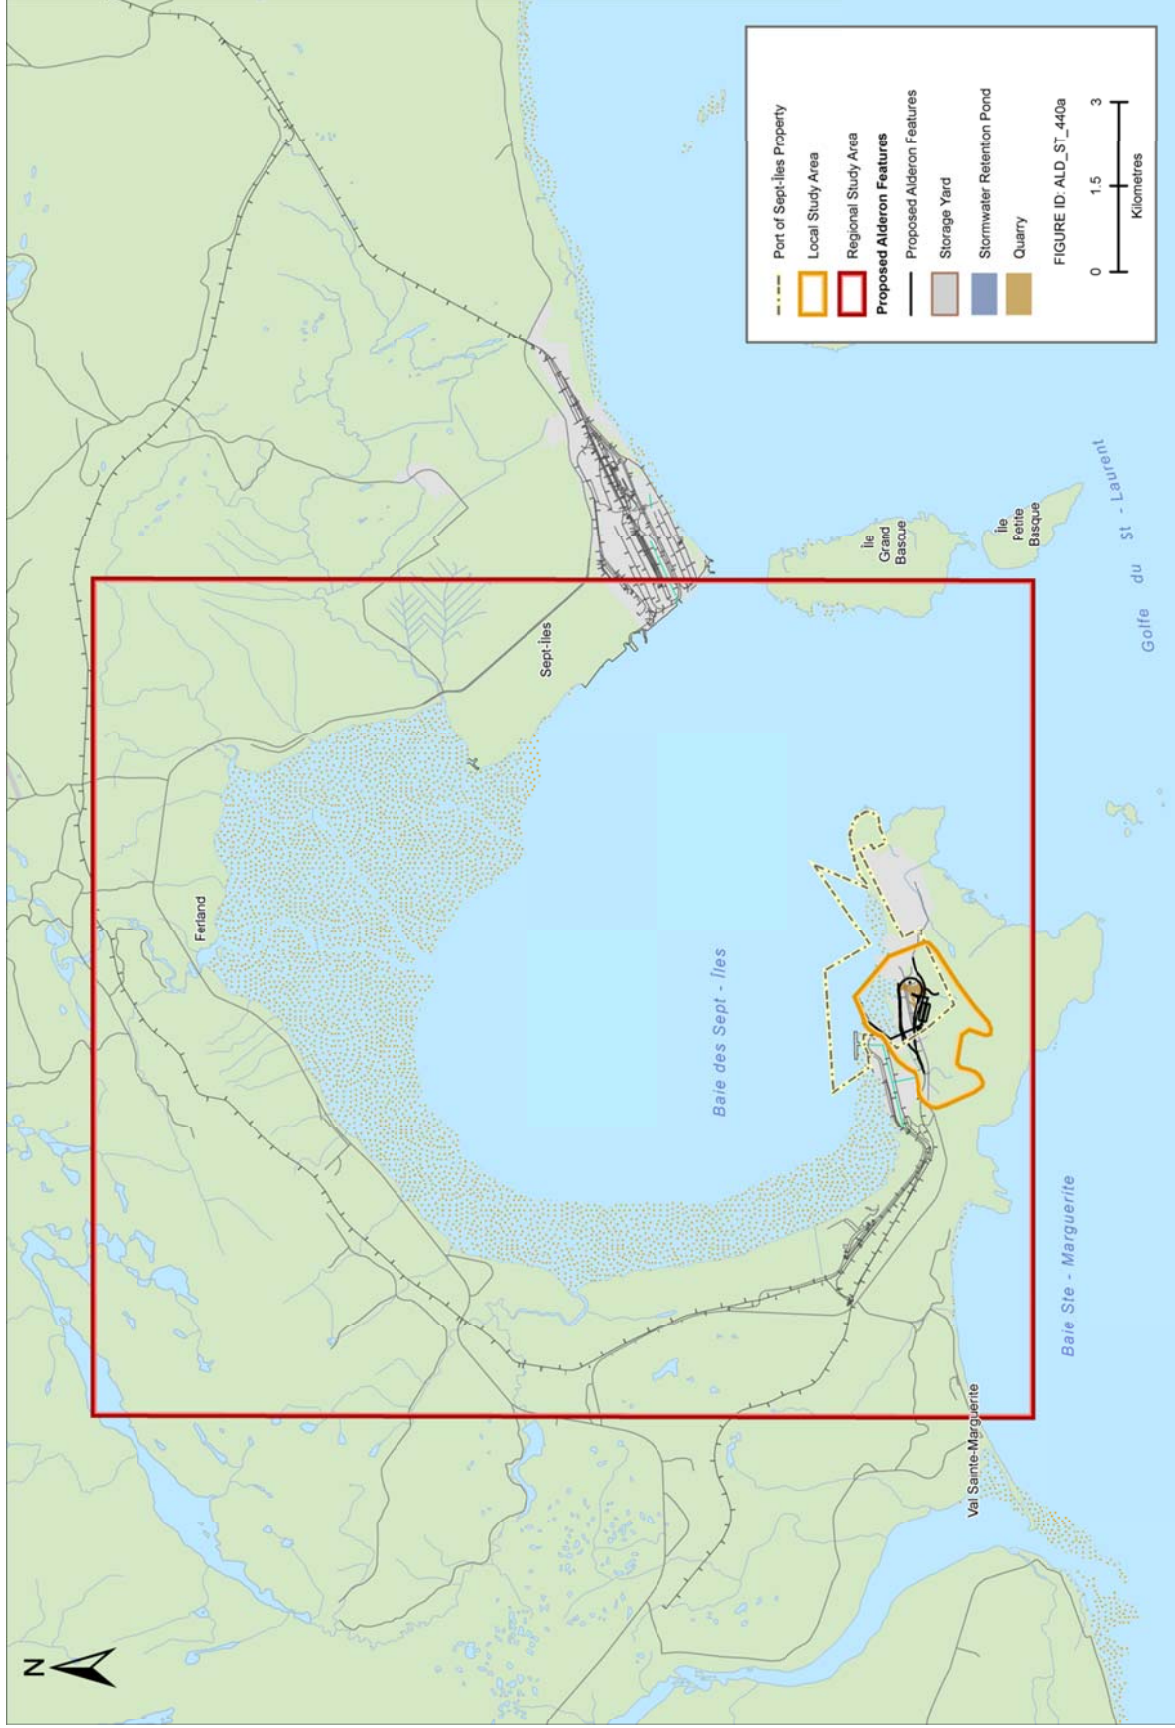 N
Ferland
Sept-Îles
Baie des Sept - Îles
Île
Grand
Basque
Île
Petite
Basque
Golfe du St - Laurent
Val Sainte-Marguerite
Baie Ste - Marguerite
Port of Sept-Îles Property
Local Study Area
Regional Study Area
Proposed Alderon Features
Proposed Alderon Features
Storage Yard
Stormwater Retention Pond
Quarry
FIGURE ID: ALD_ST_440a
0 1.5 3
Kilometres